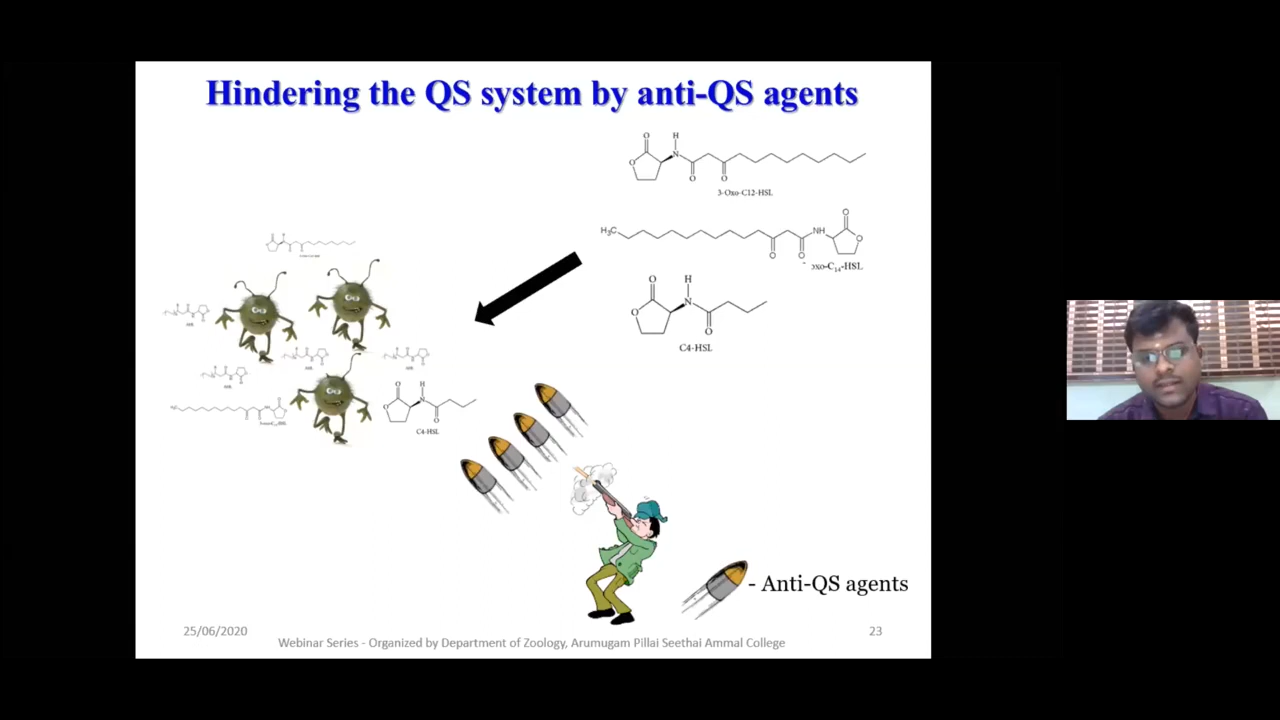 Hindering the QS system by anti-QS agents
3-Oxo-C12-HSL
oxo-C14-HSL
C4-HSL
C4-HSL
- Anti-QS agents
25/06/2020
Webinar Series - Organized by Department of Zoology, Arumugam Pillai Seethai Ammal College
23